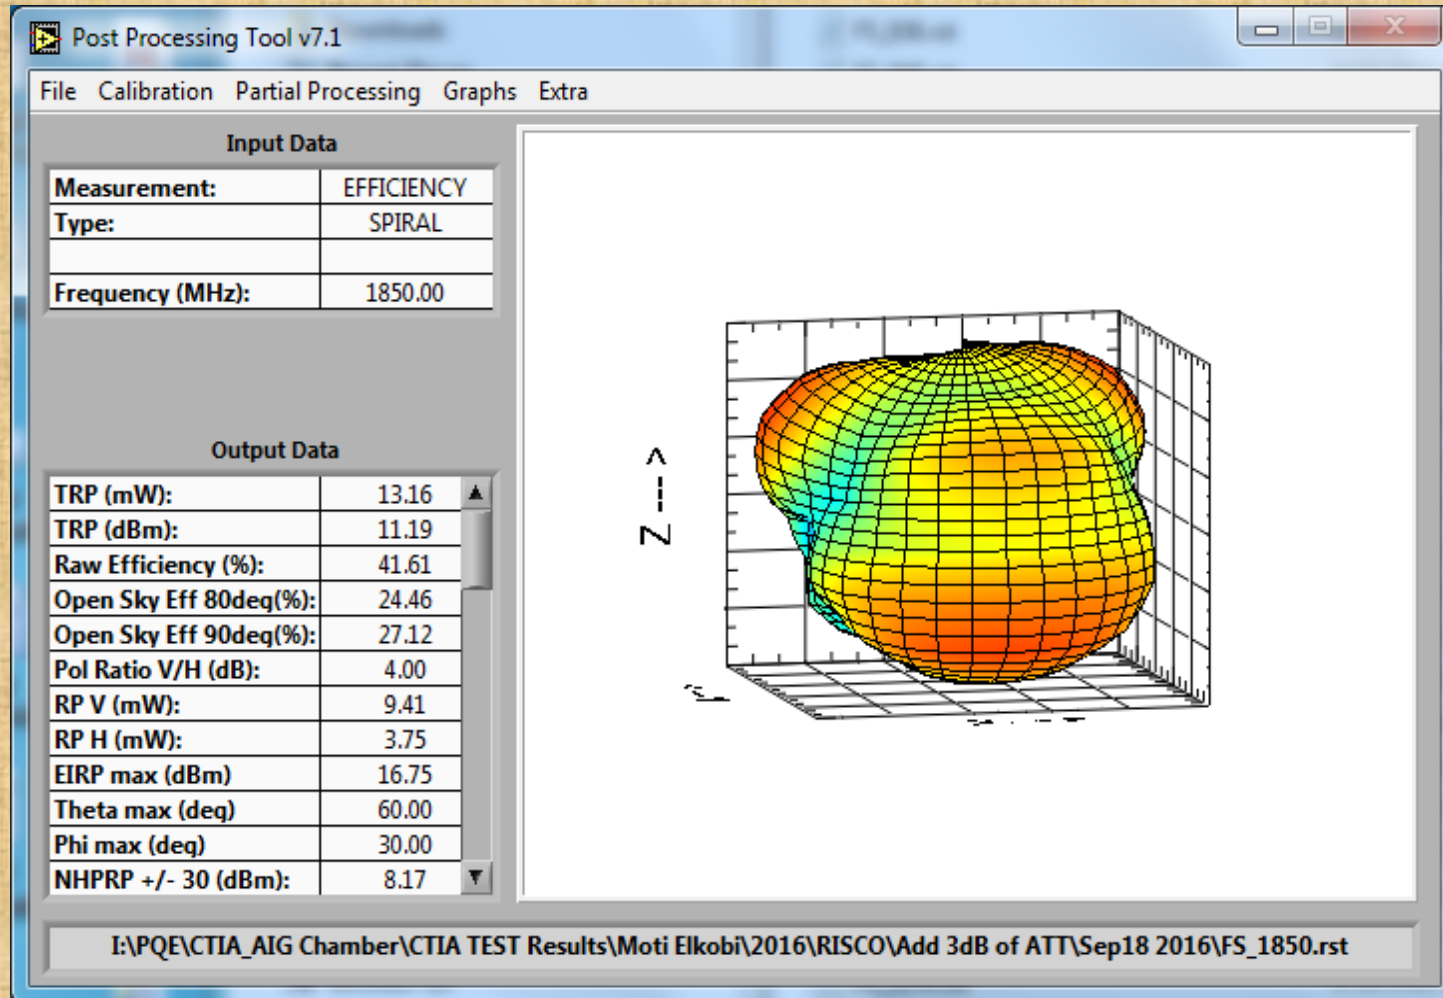 Post Processing Tool v7.1
File Calibration Partial Processing Graphs Extra
Input Data
Measurement: EFFICIENCY
Type: SPIRAL
Frequency (MHz): 1850.00
Output Data
TRP (mW): 13.16
TRP (dBm): 11.19
Raw Efficiency (%): 41.61
Open Sky Eff 80deg(%): 24.46
Open Sky Eff 90deg(%): 27.12
Pol Ratio V/H (dB): 4.00
RP V (mW): 9.41
RP H (mW): 3.75
EIRP max (dBm) 16.75
Theta max (deg) 60.00
Phi max (deg) 30.00
NHPRP +/- 30 (dBm): 8.17
Z --- >
I:\PQE\CTIA_AIG Chamber\CTIA TEST Results\Moti Elkobi\2016\RISCO\Add 3dB of ATT\Sep18 2016\FS_1850.rst